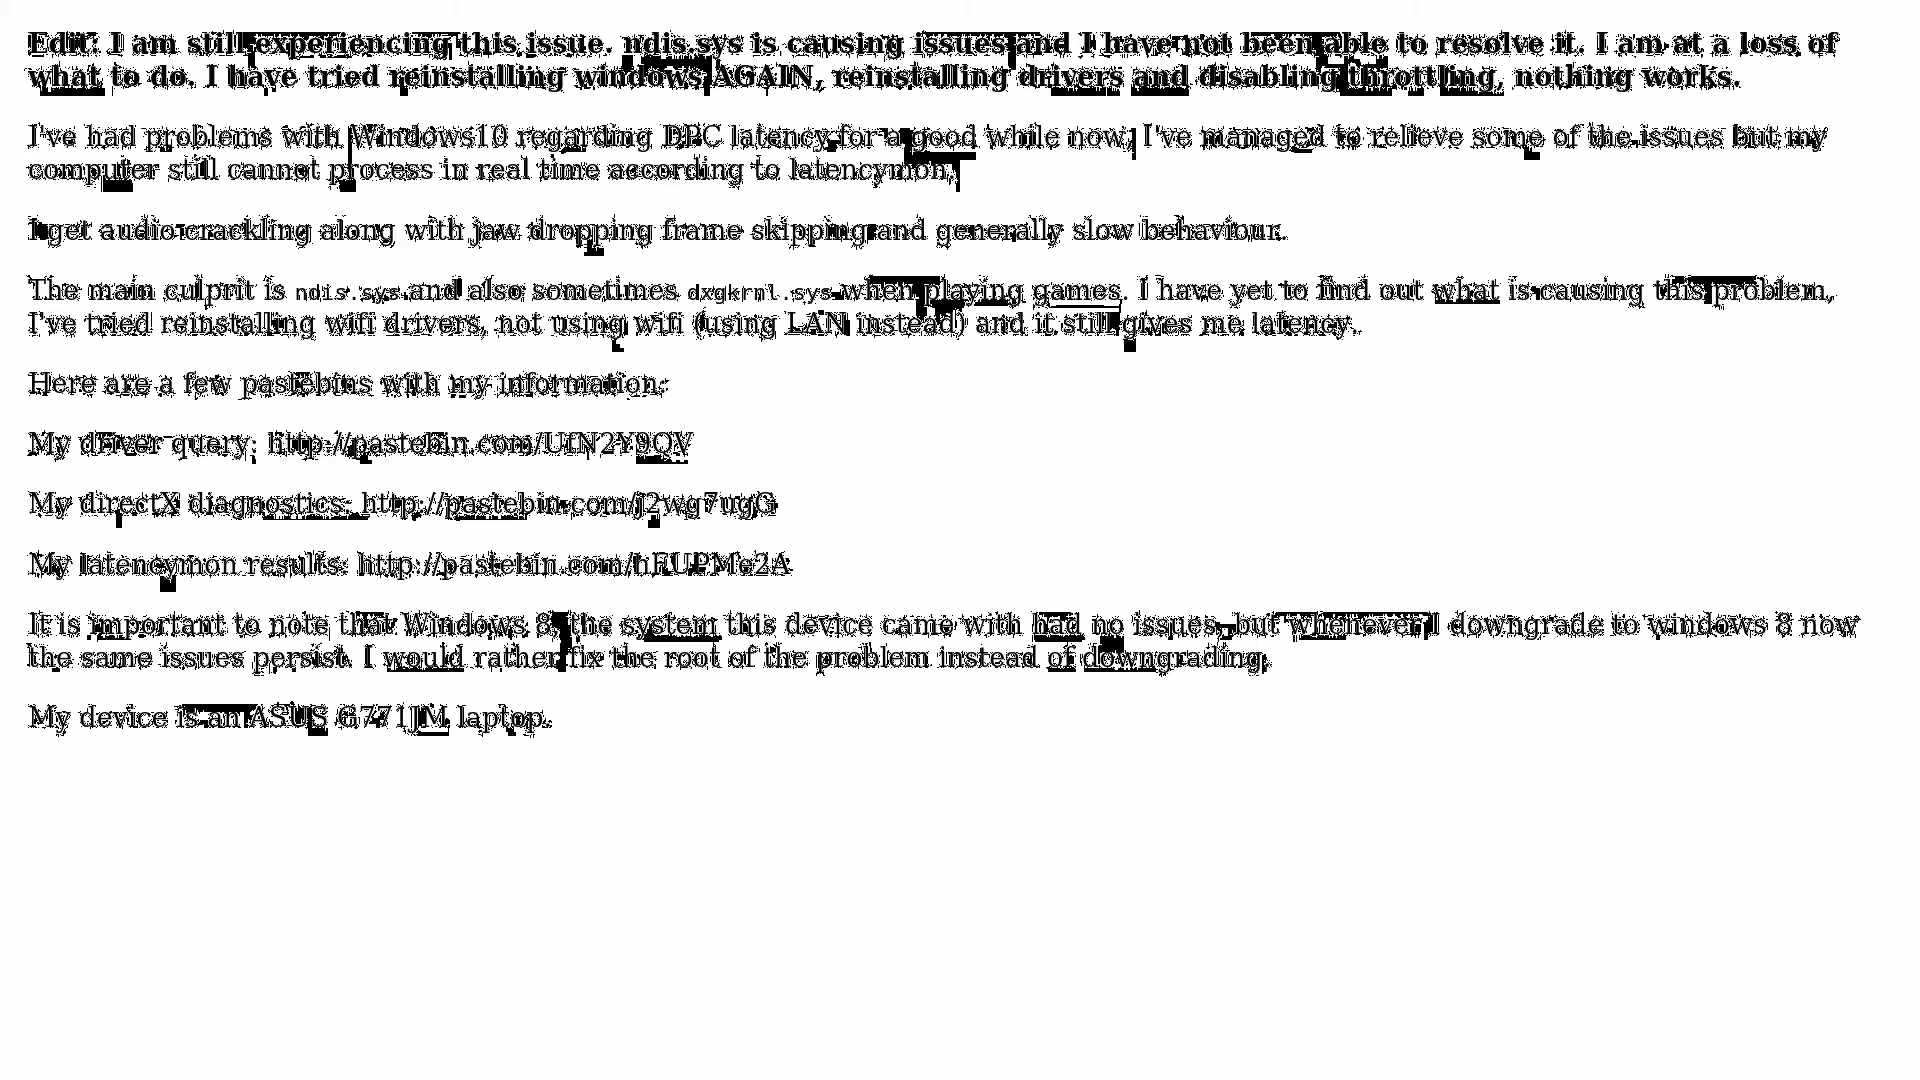 Edit: I am still experiencing this issue. ndis.sys is causing issues and I have not been able to resolve it. I am at a loss of
what to do. I have tried reinstalling windows AGAIN, reinstalling drivers and disabling throttling, nothing works.
I've had problems with Windows10 regarding DPC latency for a good while now, I've managed to relieve some of the issues but my
computer still cannot process in real time according to latencymon,
I get audio crackling along with jaw dropping frame skipping and generally slow behaviour.
The main culprit is ndis.sys and also sometimes dxgkrnl.sys when playing games. I have yet to find out what is causing this problem,
I've tried reinstalling wifi drivers, not using wifi (using LAN instead) and it still gives me latency.
Here are a few pastebins with my information:
My driver query: http://pastebin.com/UfN2Y9QV
My directX diagnostics: http://pastebin.com/j2wg7ugG
My latencymon results: http://pastebin.com/hRUPMe2A
It is important to note that Windows 8, the system this device came with had no issues, but whenever I downgrade to windows 8 now
the same issues persist. I would rather fix the root of the problem instead of downgrading.
My device is an ASUS G771JM laptop.